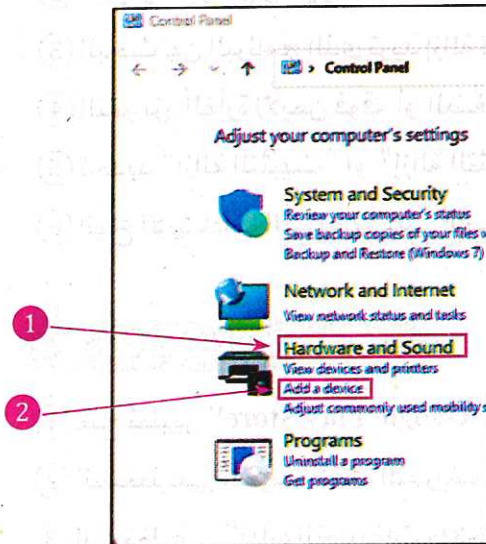 Control Panel
Control Panel
Adjust your computer's settings
System and Security
Review your computer's status
Save backup copies of your files
Backup and Restore (Windows 7)
Network and Internet
View network status and tasks
1
Hardware and Sound
View devices and printers
Add a device
2
Adjust commonly used mobility s
Programs
Uninstall a program
Get programs